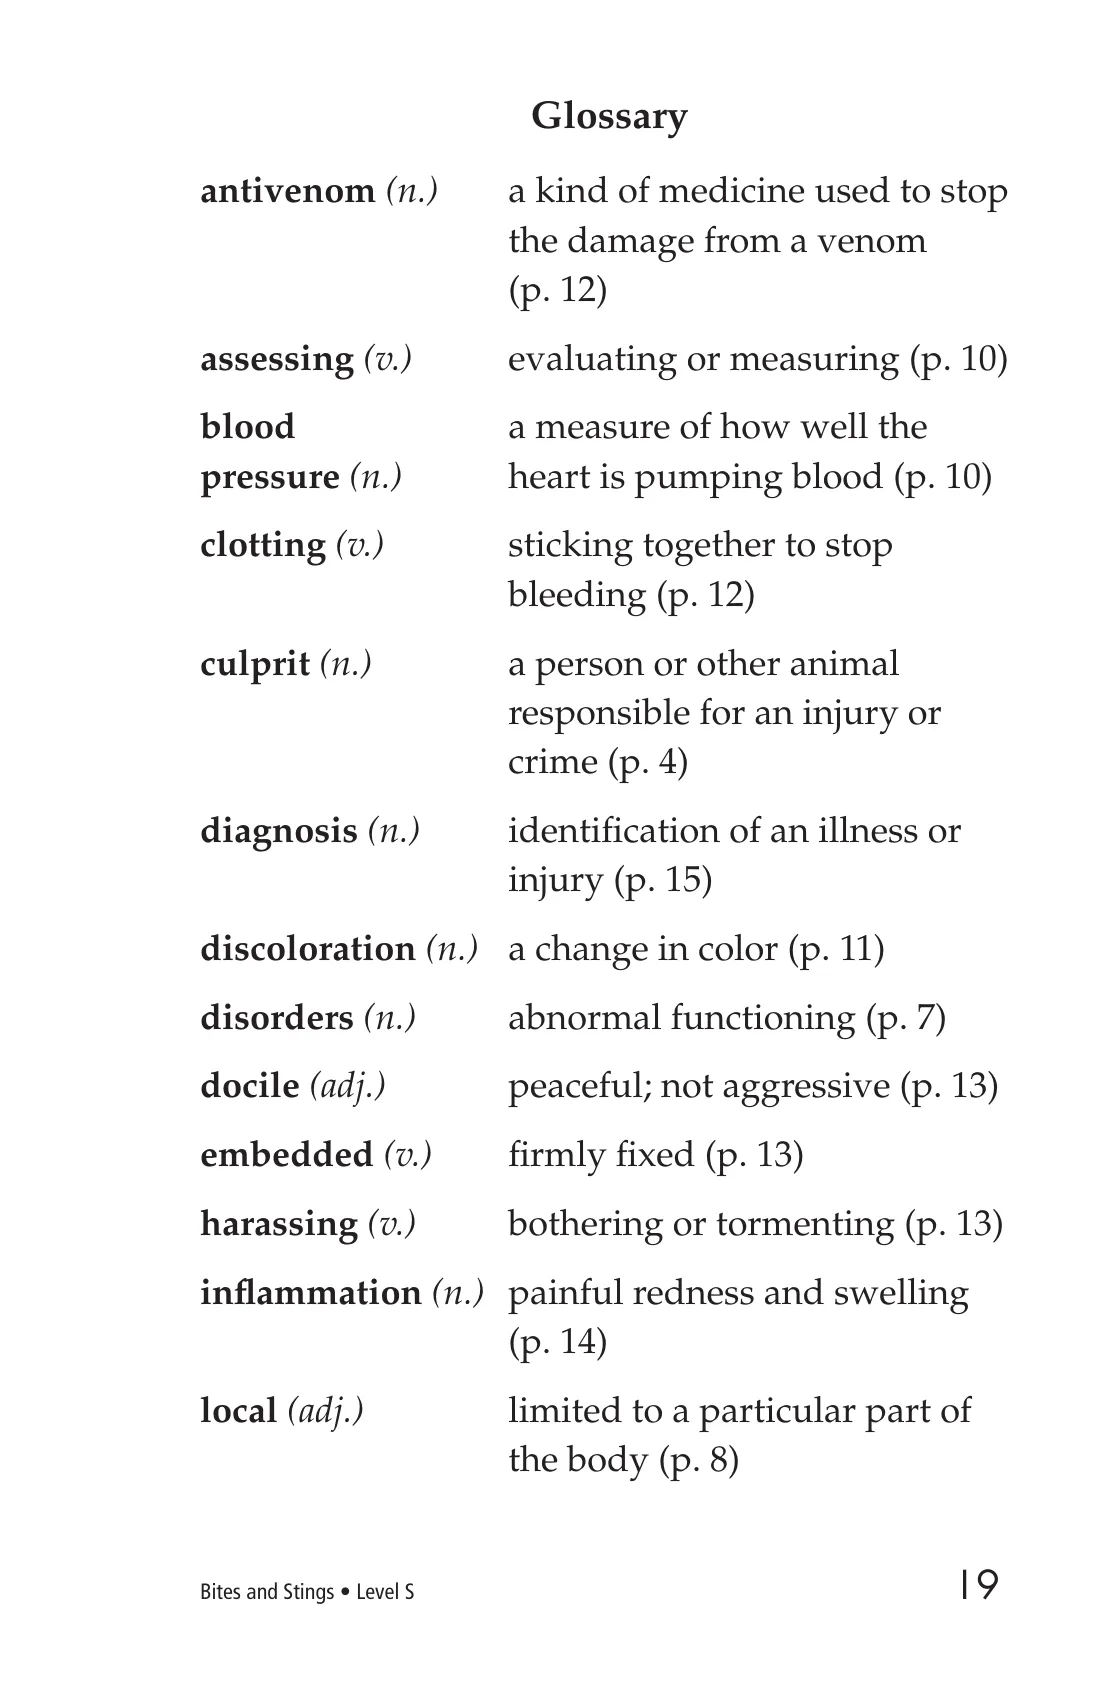 Glossary
antivenom (n.) a kind of medicine used to stop
the damage from a venom
(p. 12)
assessing (v.) evaluating or measuring (p. 10)
blood a measure of how well the
pressure (n.) heart is pumping blood (p. 10)
clotting (v.) sticking together to stop
bleeding (p. 12)
culprit (n.) a person or other animal
responsible for an injury or
crime (p. 4)
diagnosis (n.) identification of an illness or
injury (p. 15)
discoloration (n.) a change in color (p. 11)
disorders (n.) abnormal functioning (p. 7)
docile (adj.) peaceful; not aggressive (p. 13)
embedded (v.) firmly fixed (p. 13)
harassing (v.) bothering or tormenting (p. 13)
inflammation (n.) painful redness and swelling
(p. 14)
local (adj.) limited to a particular part of
the body (p. 8)
Bites and Stings • Level S 19